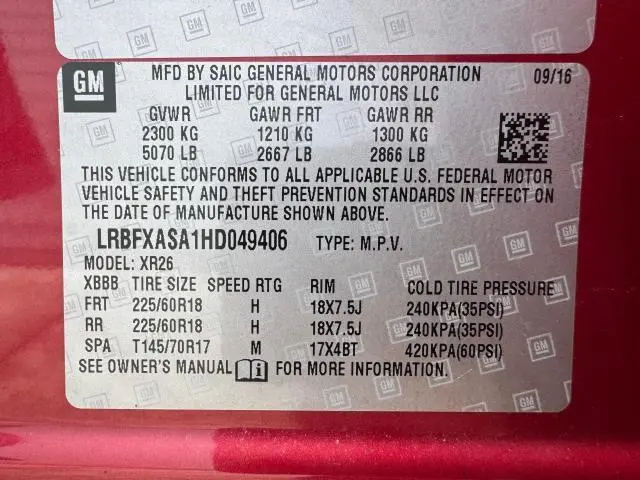 GM
MFD BY SAIC GENERAL MOTORS CORPORATION 09/16
LIMITED FOR GENERAL MOTORS LLC
GVWR GAWR FRT GAWR RR
2300 KG 1210 KG 1300 KG
5070 LB 2667 LB 2866 LB
THIS VEHICLE CONFORMS TO ALL APPLICABLE U.S. FEDERAL MOTOR
VEHICLE SAFETY AND THEFT PREVENTION STANDARDS IN EFFECT ON
THE DATE OF MANUFACTURE SHOWN ABOVE.
LRBFXASA1HD049406 TYPE: M.P.V.
MODEL: XR26
XBBB TIRE SIZE SPEED RTG RIM COLD TIRE PRESSURE
FRT 225/60R18 H 18X7.5J 240KPA(35PSI)
RR 225/60R18 H 18X7.5J 240KPA(35PSI)
SPA T145/70R17 M 17X4BT 420KPA(60PSI)
SEE OWNER'S MANUAL FOR MORE INFORMATION.